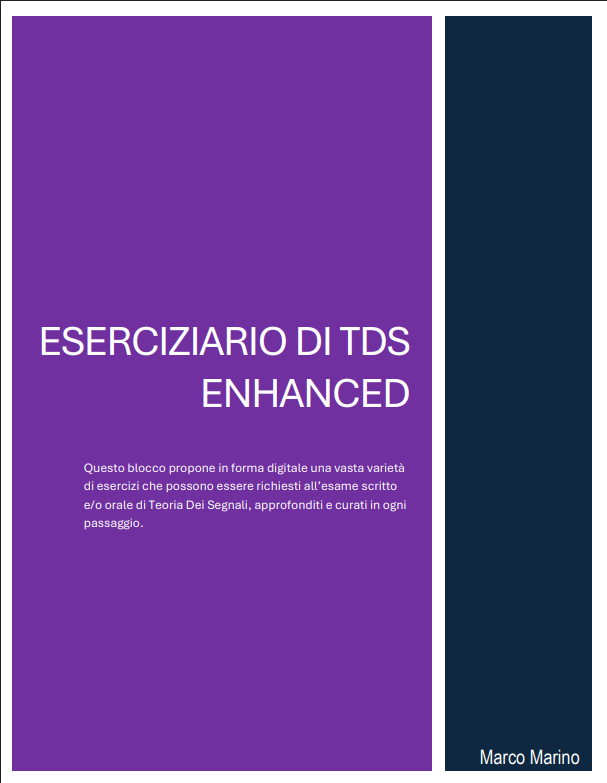 ESERCIZIARIO DI TDS
ENHANCED
Questo blocco propone in forma digitale una vasta varietà
di esercizi che possono essere richiesti all’esame scritto
e/o orale di Teoria Dei Segnali, approfonditi e curati in ogni
passaggio.
Marco Marino